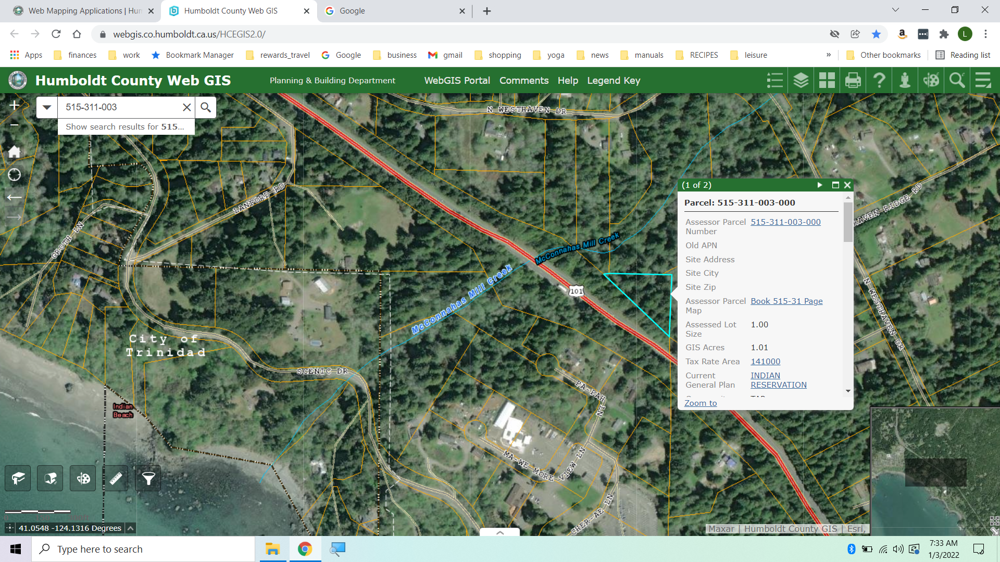 Web Mapping Applications | Hum
Humboldt County Web GIS
Google
webgis.co.humboldt.ca.us/HCEGIS2.0/
L
Apps
finances
work
Bookmark Manager
rewards_travel
Google
business
gmail
shopping
yoga
news
manuals
RECIPES
leisure
»
Other bookmarks
Reading list
Humboldt County Web GIS
Planning & Building Department
WebGIS Portal
Comments
Help
Legend Key
515-311-003
Show search results for 515...
N WESTHAVEN DR
LANFORD RD
GROTH LN
McConnahas Mill Creek
McConnahas Mill Creek
101
City of
Trinidad
SCENIC DR
Indian
Beach
PA-PAH
LN
MA-WE MORE VIEW LN
CHER-AE LN
RAVEN RIDGE RD
N WESTHAVEN DR
(1 of 2)
Parcel: 515-311-003-000
Assessor Parcel Number 515-311-003-000
Old APN
Site Address
Site City
Site Zip
Assessor Parcel Map Book 515-31 Page
Assessed Lot Size 1.00
GIS Acres 1.01
Tax Rate Area 141000
Current General Plan INDIAN RESERVATION
Zoom to
41.0548 -124.1316 Degrees
Maxar | Humboldt County GIS | Esri,
Type here to search
7:33 AM
1/3/2022